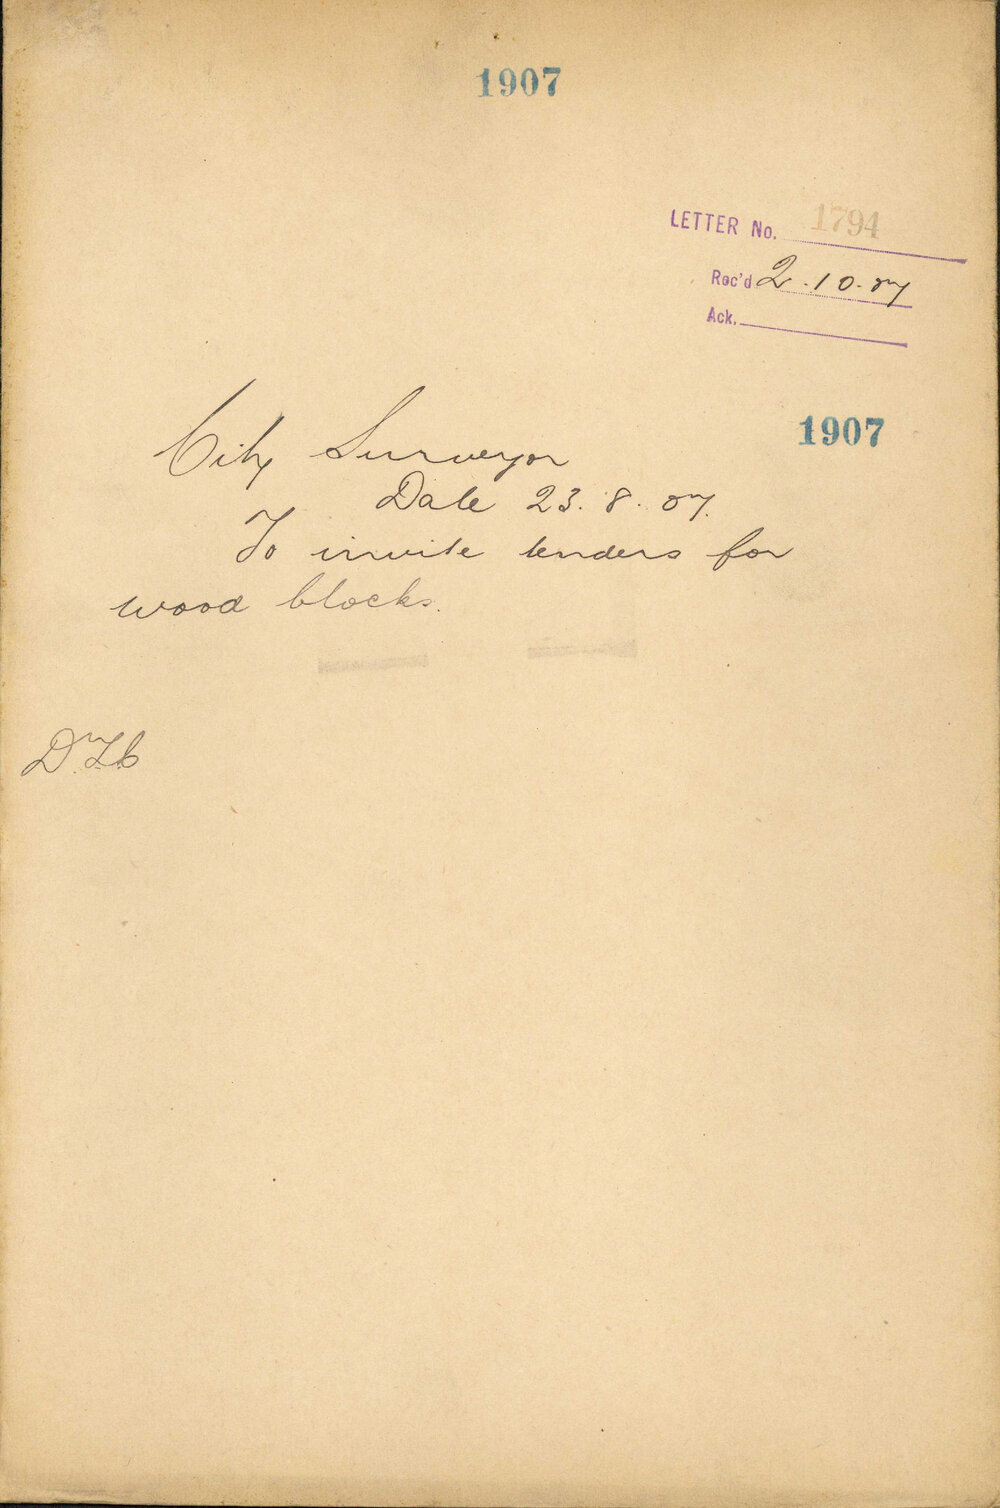 1907
LETTER No. 1794
Rec'd 2.10.07
Ack.
1907
City Surveyor
Date 23.8.07.
To invite tenders for
wood blocks.